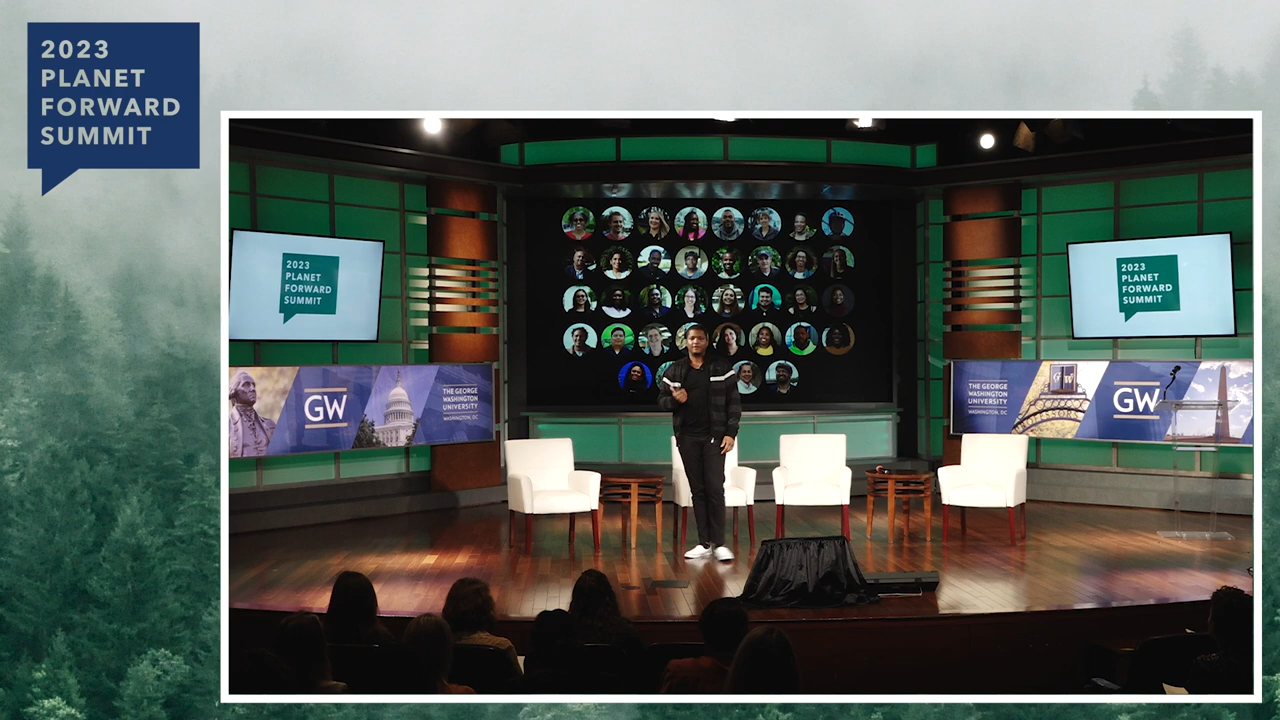 2023
PLANET
FORWARD
SUMMIT
2023
PLANET
FORWARD
SUMMIT
2023
PLANET
FORWARD
SUMMIT
GW
THE GEORGE
WASHINGTON
UNIVERSITY
WASHINGTON, DC
THE GEORGE
WASHINGTON
UNIVERSITY
WASHINGTON, DC
W
PROFESSORS
GW